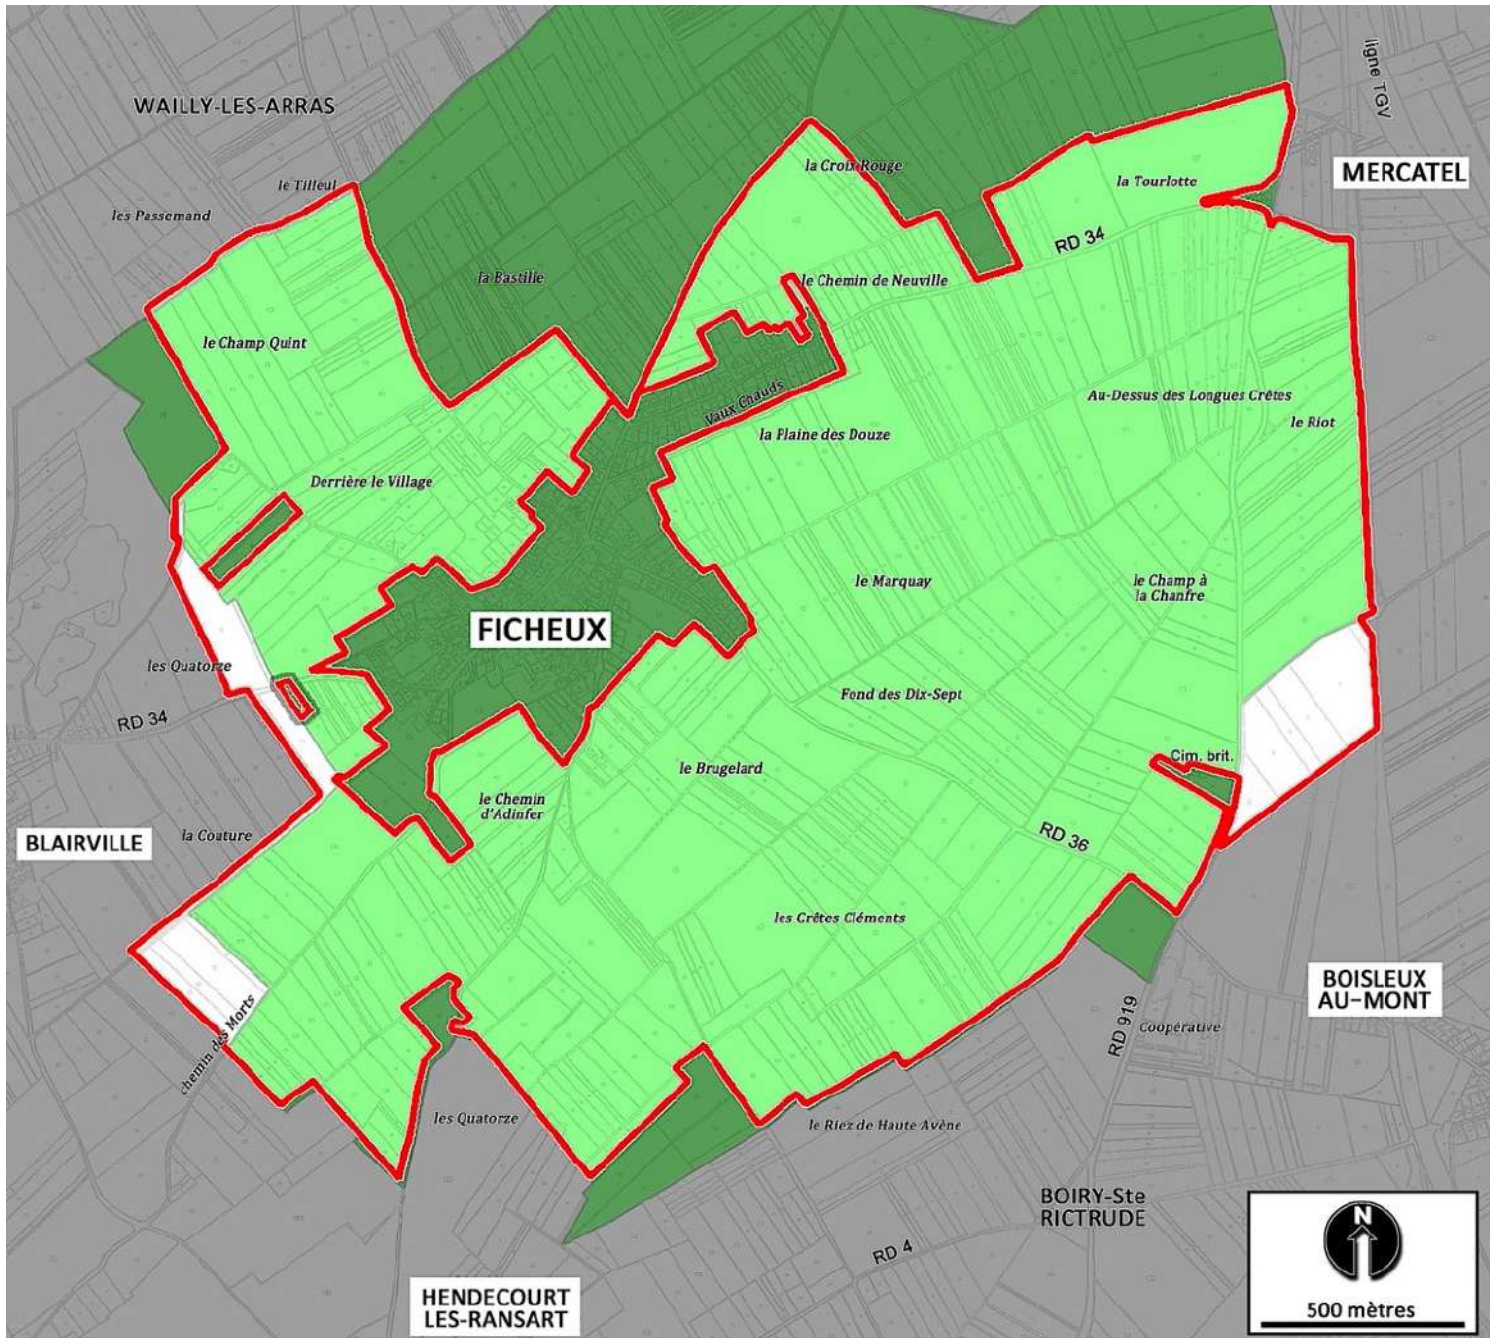 ligne TGV
WAILLY-LES-ARRAS
la Croix Rouge
MERCATEL
la Tourlotte
le Tilleul
les Passemand
RD 34
la Bastille
le Chemin de Neuville
le Champ Quint
Vaux Chauds
Au-Dessus des Longues Crêtes
le Riot
la Plaine des Douze
Derrière le Village
le Marquay
le Champ à
la Chanfre
FICHEUX
les Quatorze
Fond des Dix-Sept
RD 34
Cim. brit.
le Brugelard
le Chemin
d'Adinfer
la Couture
RD 36
BLAIRVILLE
les Crêtes Cléments
BOISLEUX
AU-MONT
chemin des Morts
RD 919
Coopérative
les Quatorze
le Riez de Haute Avène
BOIRY-Ste
RICTRUDE
N
RD 4
HENDECOURT
LES-RANSART
500 mètres